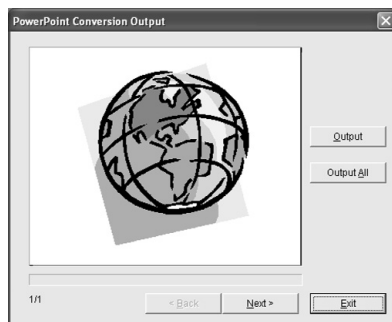 PowerPoint Conversion Output
Output
Output All
1/1
< Back
Next >
Exit